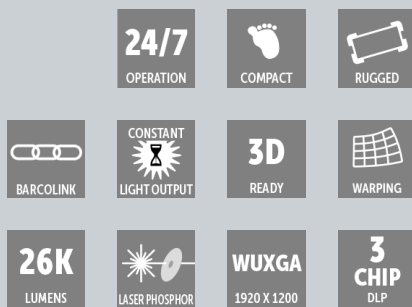 24/7
OPERATION
COMPACT
RUGGED
BARCOLINK
CONSTANT
LIGHT OUTPUT
3D
READY
WARPING
26K
LUMENS
LASER PHOSPHOR
WUXGA
1920 X 1200
3
CHIP
DLP